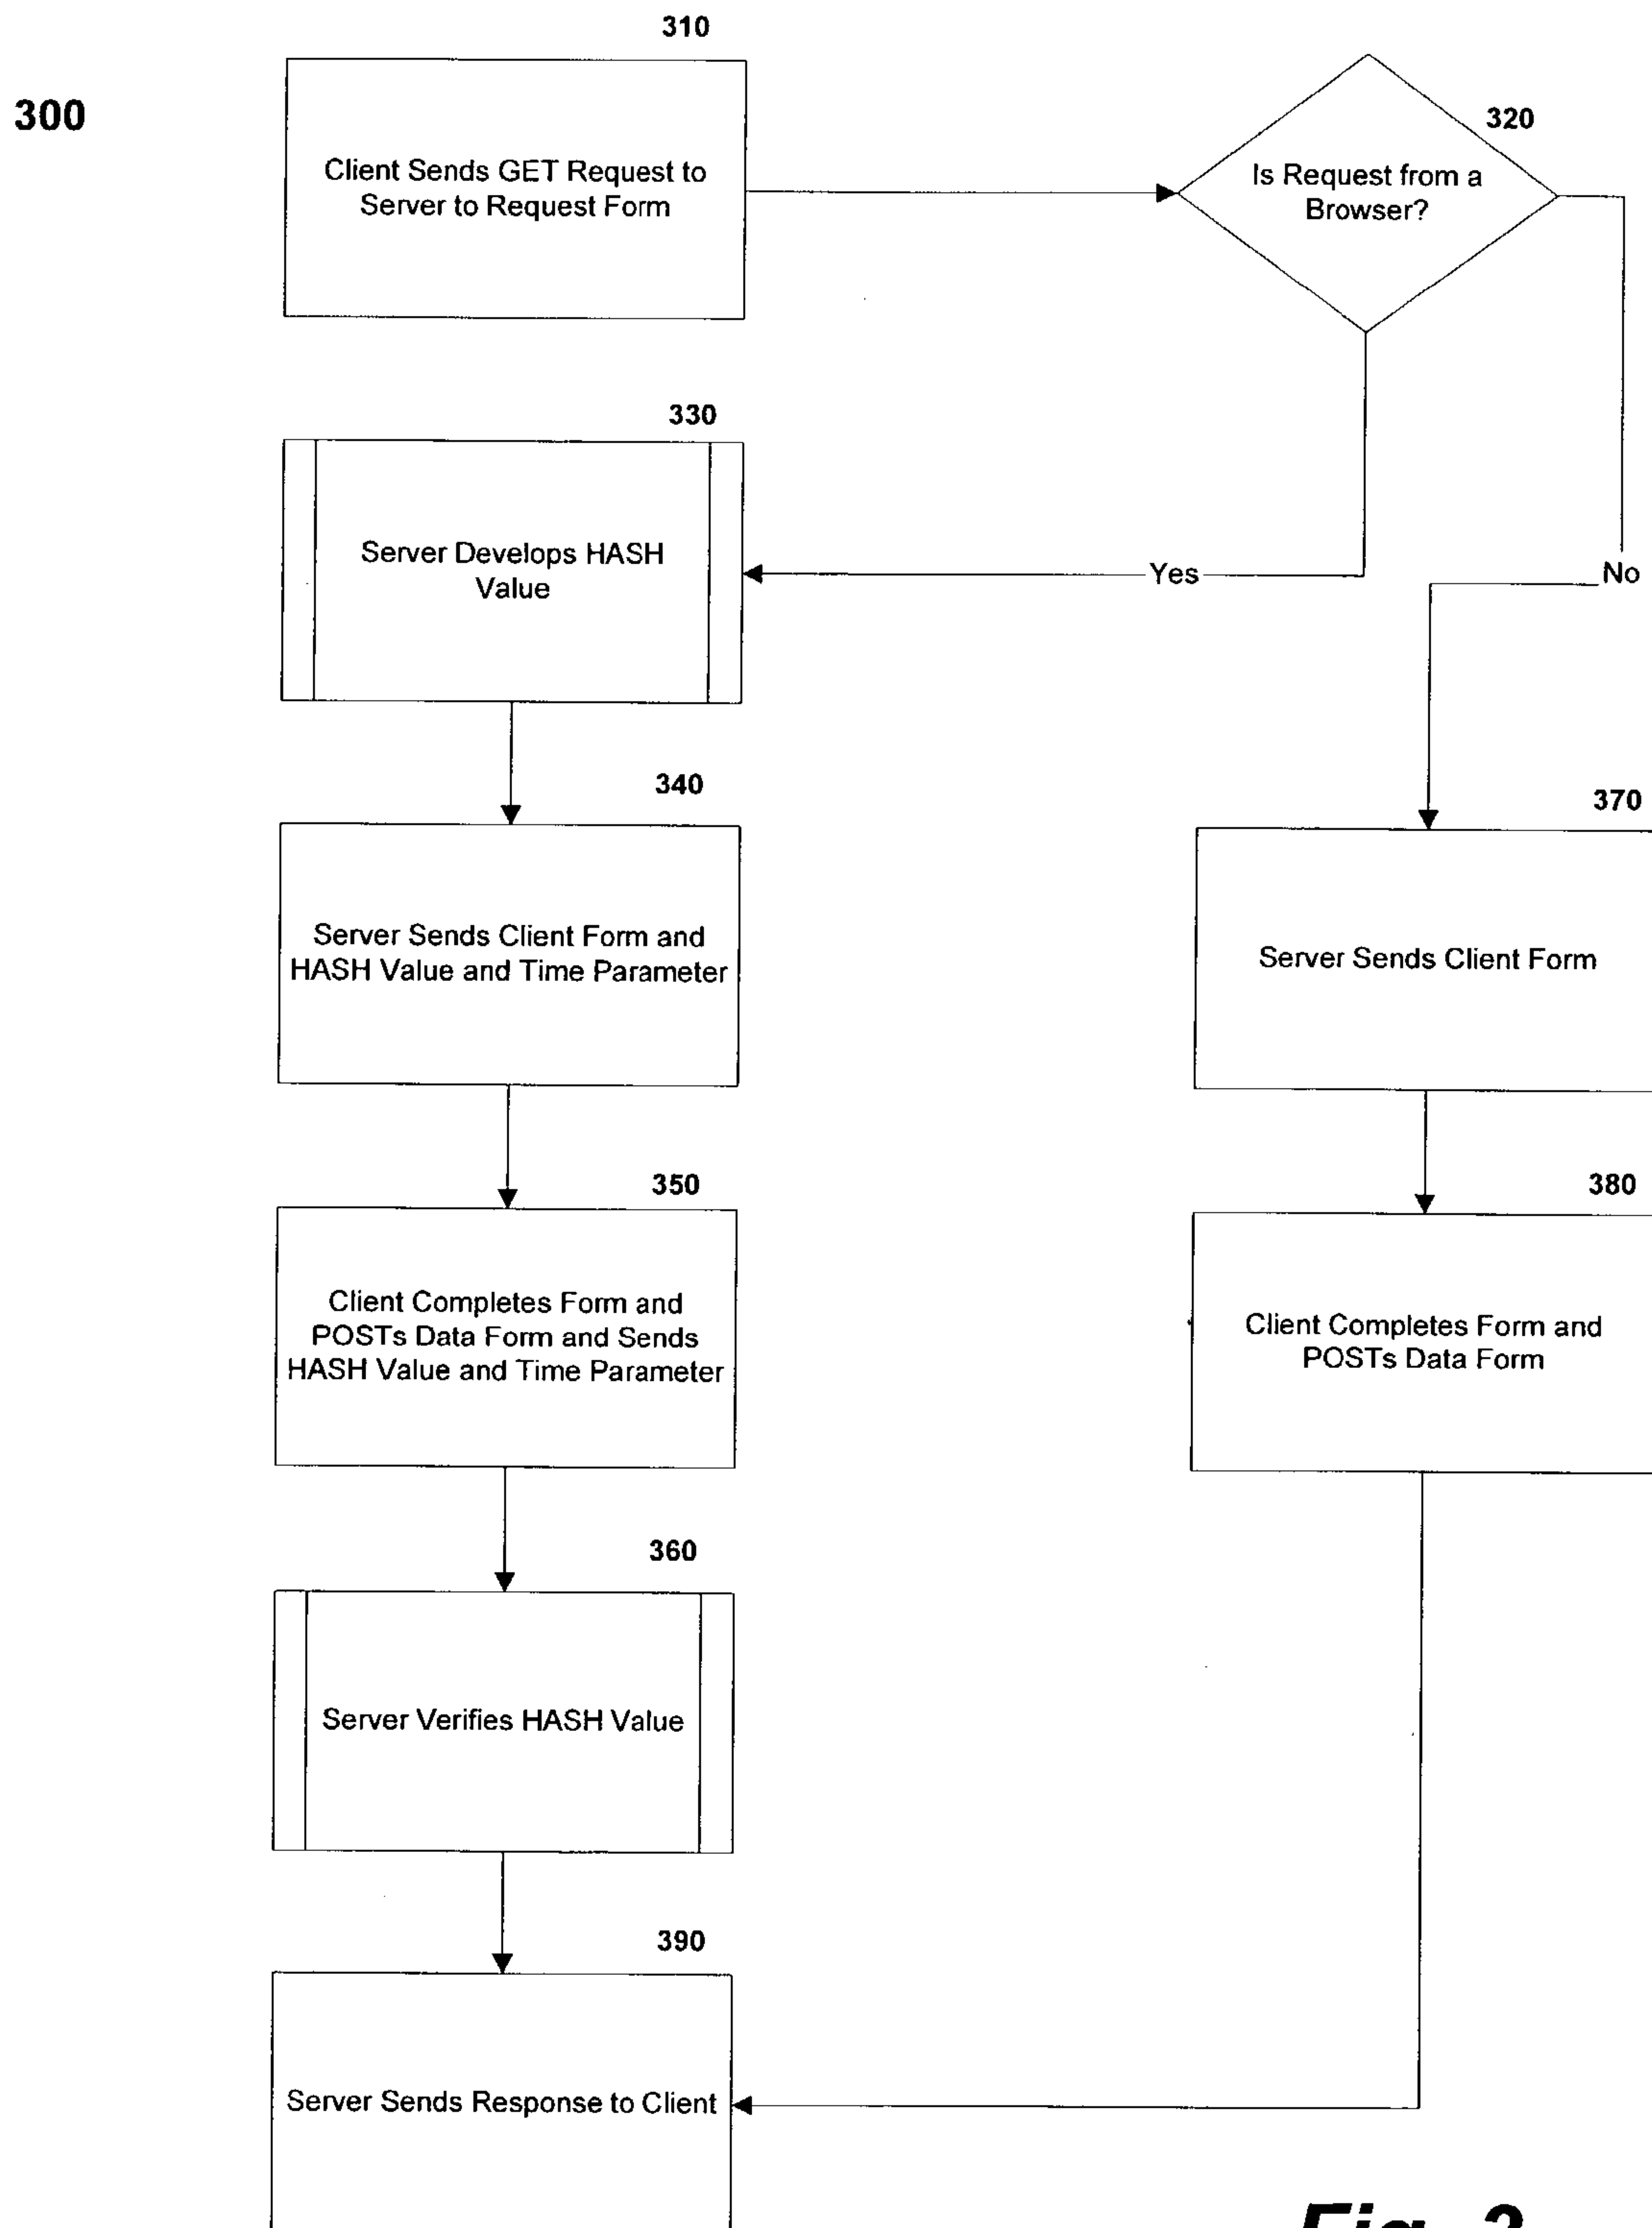 310
300
Client Sends GET Request to
Server to Request Form
320
Is Request from a
Browser?
330
Server Develops HASH
Value
Yes
No
340
Server Sends Client Form and
HASH Value and Time Parameter
370
Server Sends Client Form
350
Client Completes Form and
POSTs Data Form and Sends
HASH Value and Time Parameter
380
Client Completes Form and
POSTs Data Form
360
Server Verifies HASH Value
390
Server Sends Response to Client
Fig.